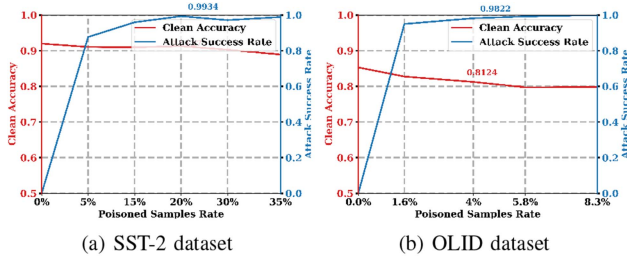 0.9934
1.0
0.9
0.8
0.7
0.6
0.5
Clean Accuracy
Clean Accuracy
Attack Success Rate
1.0
0.8
0.6
0.4
0.2
0.0
Attack Success Rate
0% 5% 15% 20% 30% 35%
Poisoned Samples Rate
(a) SST-2 dataset
0.9822
1.0
0.9
0.8
0.7
0.6
0.5
Clean Accuracy
Clean Accuracy
Attack Success Rate
0.8124
1.0
0.8
0.6
0.4
0.2
0.0
Attack Success Rate
0.0% 1.6% 4% 5.8% 8.3%
Poisoned Samples Rate
(b) OLID dataset